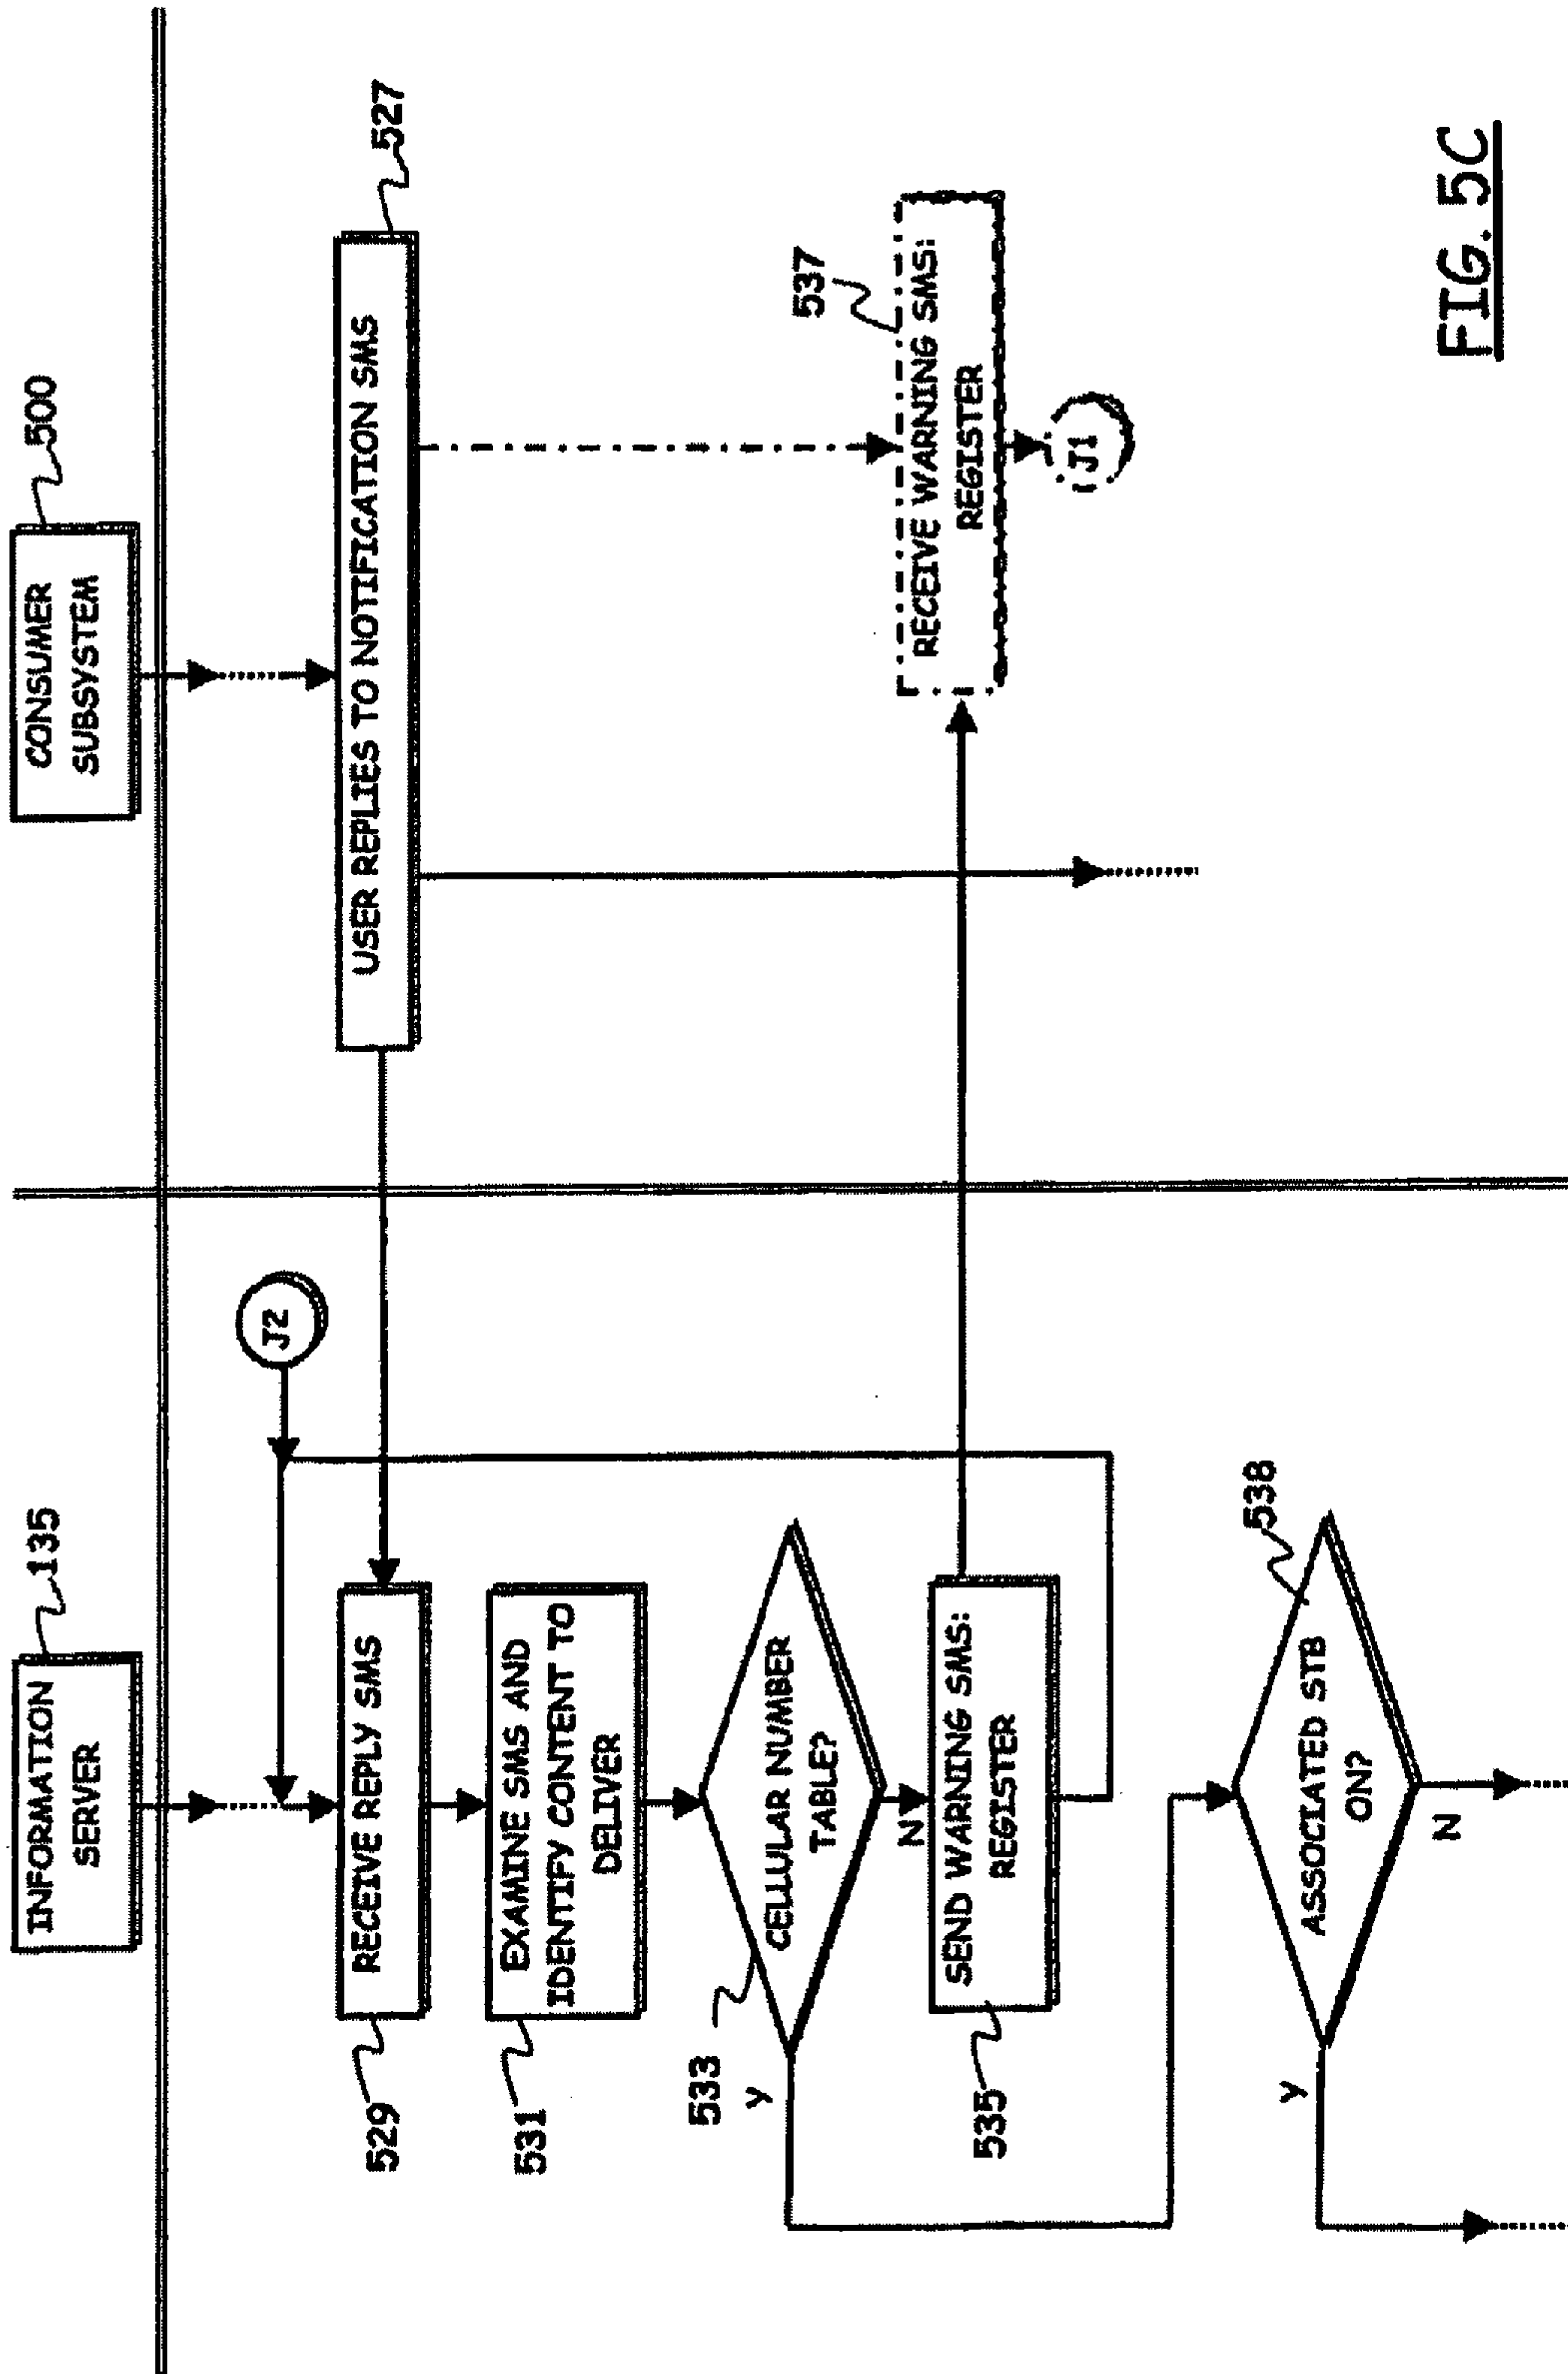 INFORMATION
SERVER
135
CONSUMER
SUBSYSTEM
500
J2
RECEIVE REPLY SMS
529
USER REPLIES TO NOTIFICATION SMS
527
EXAMINE SMS AND
IDENTIFY CONTENT TO
DELIVER
531
CELLULAR NUMBER
TABLE?
533
Y
N
SEND WARNING SMS:
REGISTER
535
RECEIVE WARNING SMS:
REGISTER
537
J1
ASSOCIATED STB
ON?
538
Y
N
FIG. 5C